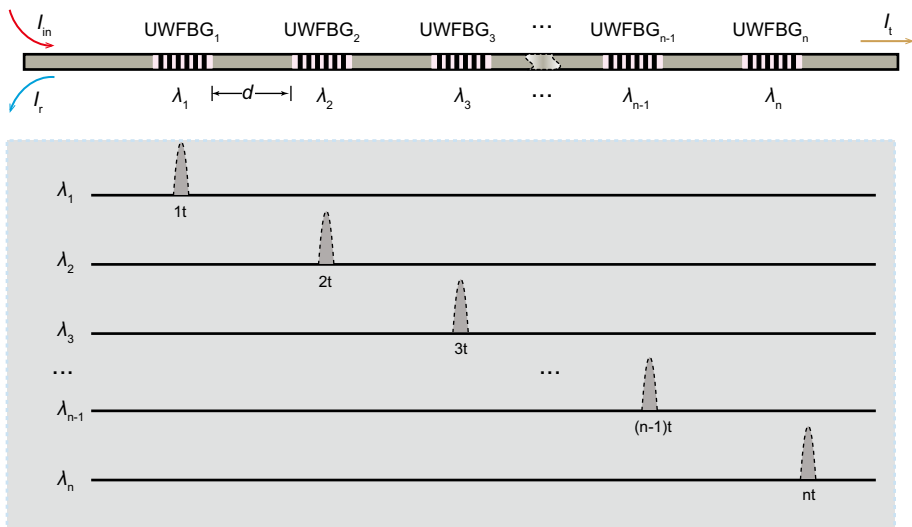 I_in UWFBG_1 UWFBG_2 UWFBG_3 ... UWFBG_n-1 UWFBG_n I_t
I_r λ_1 d λ_2 λ_3 ... λ_n-1 λ_n
λ_1
1t
λ_2
2t
λ_3
3t
... ...
λ_n-1
(n-1)t
λ_n
nt